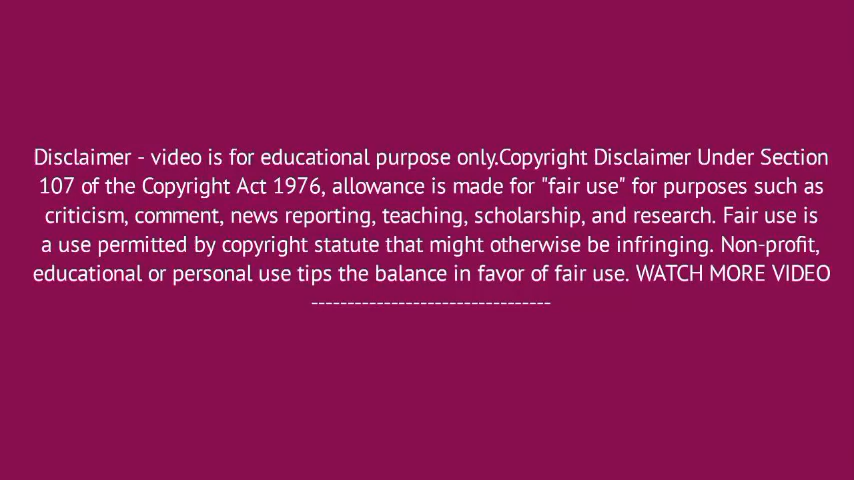 Disclaimer - video is for educational purpose only.Copyright Disclaimer Under Section
107 of the Copyright Act 1976, allowance is made for "fair use" for purposes such as
criticism, comment, news reporting, teaching, scholarship, and research. Fair use is
a use permitted by copyright statute that might otherwise be infringing. Non-profit,
educational or personal use tips the balance in favor of fair use. WATCH MORE VIDEO
---------------------------------